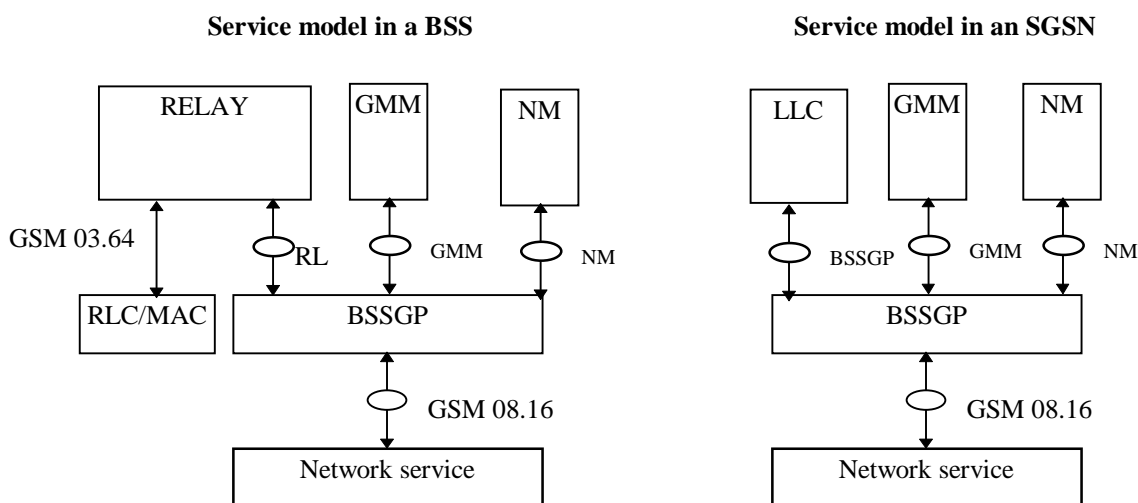 Service model in a BSS
Service model in an SGSN
RELAY
GMM
NM
LLC
GMM
NM
GSM 03.64
RL
GMM
NM
BSSGP
GMM
NM
RLC/MAC
BSSGP
BSSGP
GSM 08.16
GSM 08.16
Network service
Network service